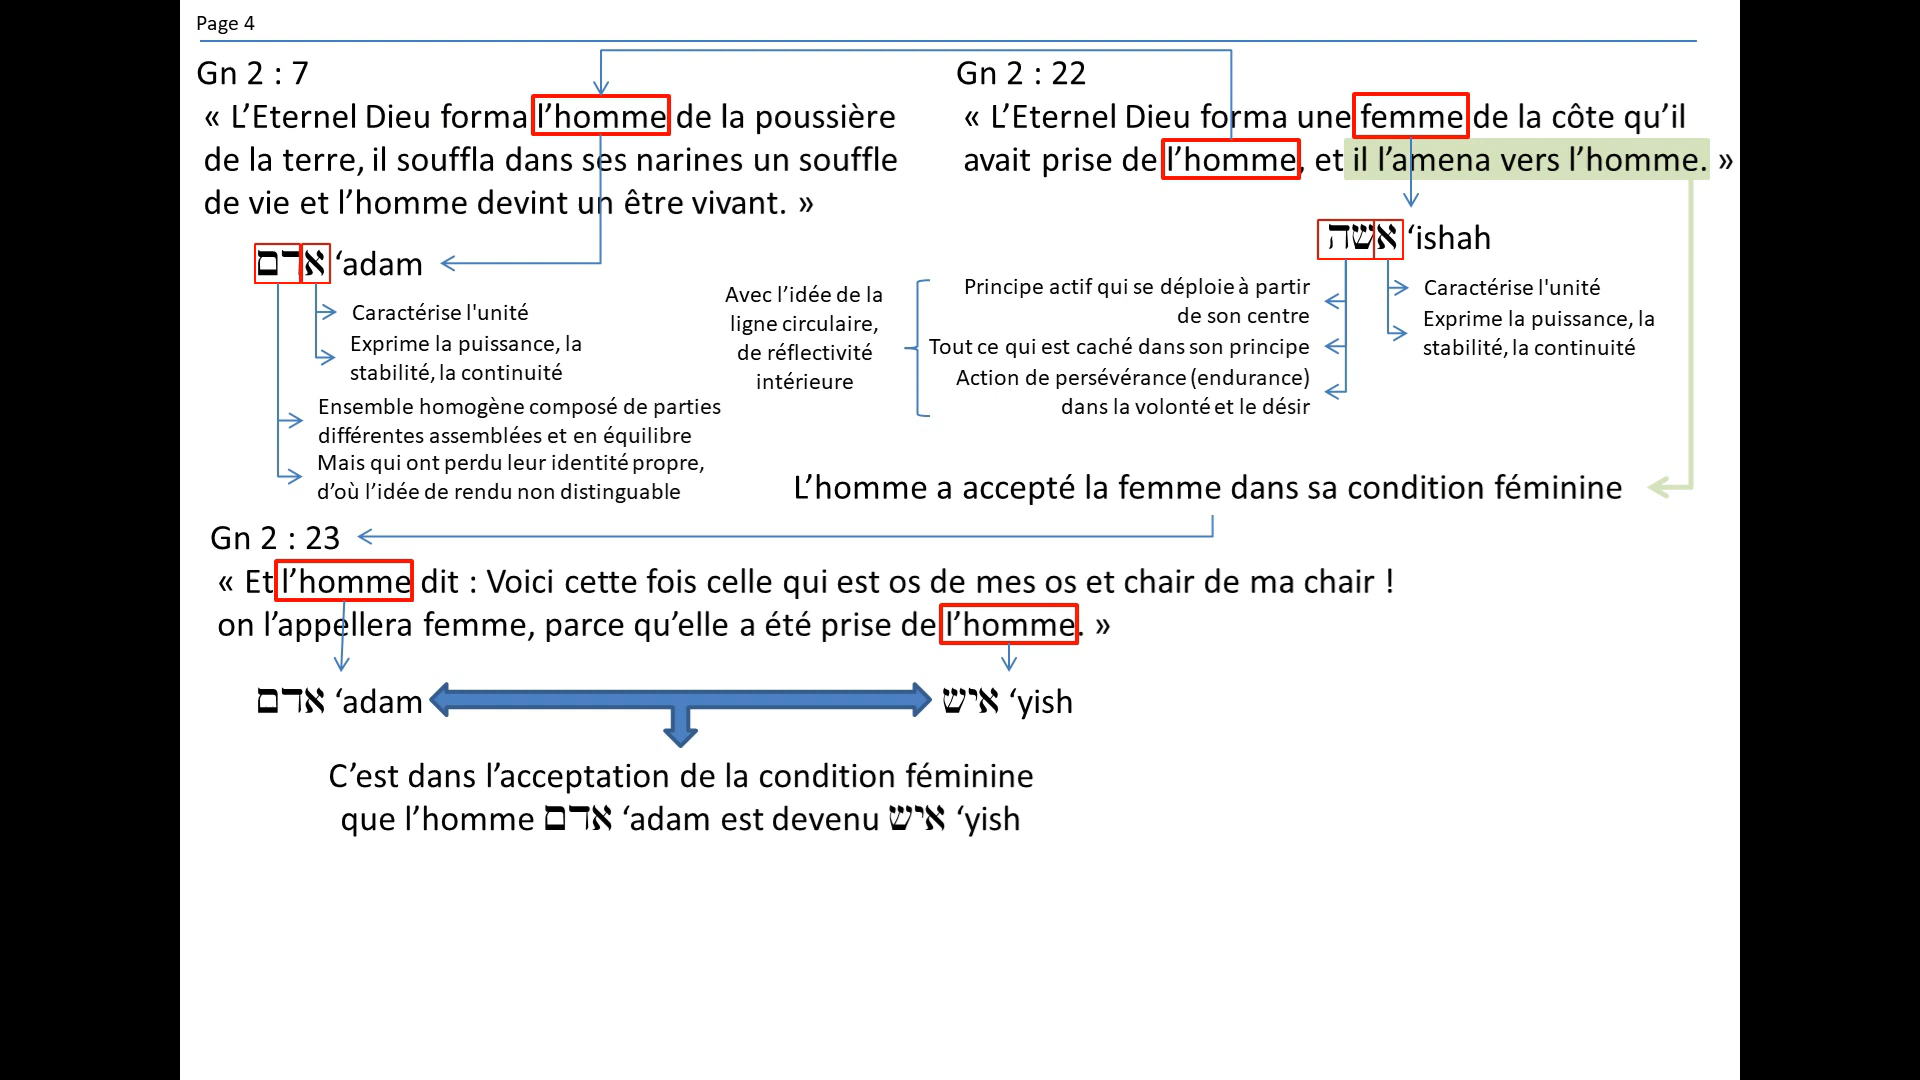 Page 4
Gn 2 : 7
« L’Eternel Dieu forma l’homme de la poussière
de la terre, il souffla dans ses narines un souffle
de vie et l’homme devint un être vivant. »
אדם ‘adam
Caractérise l'unité
Exprime la puissance, la
stabilité, la continuité
Ensemble homogène composé de parties
différentes assemblées et en équilibre
Mais qui ont perdu leur identité propre,
d’où l’idée de rendu non distinguable
Gn 2 : 22
« L’Eternel Dieu forma une femme de la côte qu’il
avait prise de l’homme, et il l’amena vers l’homme. »
אשה ‘ishah
Avec l’idée de la
ligne circulaire,
de réflectivité
intérieure
Principe actif qui se déploie à partir
de son centre
Tout ce qui est caché dans son principe
Action de persévérance (endurance)
dans la volonté et le désir
Caractérise l'unité
Exprime la puissance, la
stabilité, la continuité
L’homme a accepté la femme dans sa condition féminine
Gn 2 : 23
« Et l’homme dit : Voici cette fois celle qui est os de mes os et chair de ma chair !
on l’appellera femme, parce qu’elle a été prise de l’homme. »
אדם ‘adam
איש ‘yish
C’est dans l’acceptation de la condition féminine
que l’homme אדם ‘adam est devenu איש ‘yish